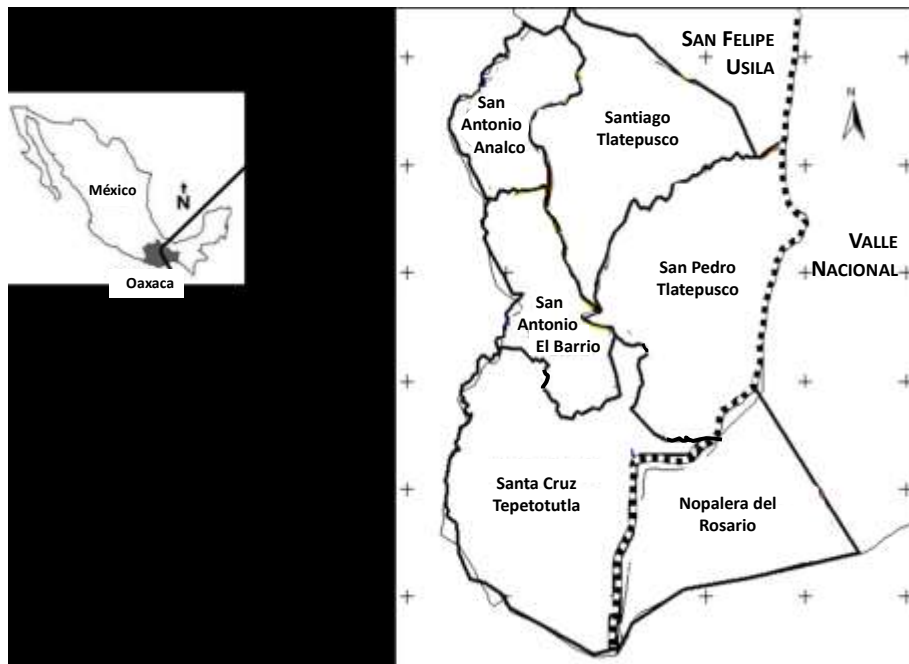 México
N
Oaxaca
SAN FELIPE
USILA
N
San
Antonio
Analco
Santiago
Tlatepusco
VALLE
NACIONAL
San Pedro
Tlatepusco
San
Antonio
El Barrio
Santa Cruz
Tepetotutla
Nopalera del
Rosario